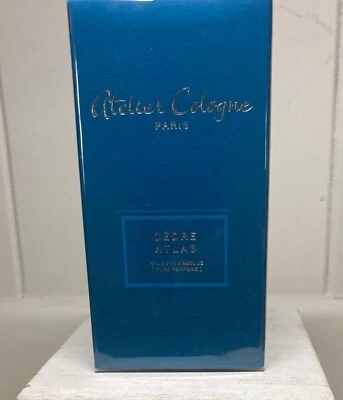 Atelier Cologne
PARIS
CÈDRE
ATLAS
COLOGNE ABSOLUE
[ PURE PERFUME ]